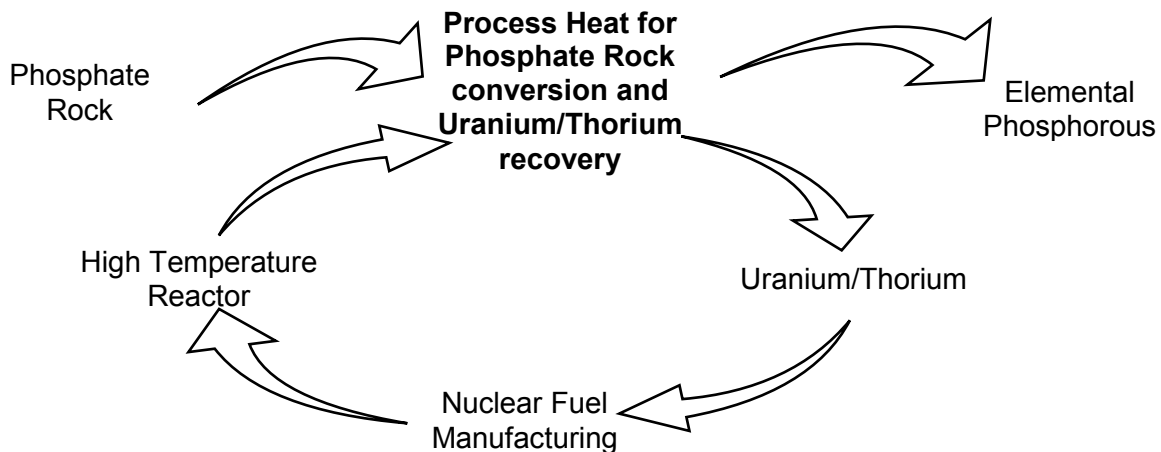 Phosphate
Rock
Process Heat for
Phosphate Rock
conversion and
Uranium/Thorium
recovery
Elemental
Phosphorous
High Temperature
Reactor
Uranium/Thorium
Nuclear Fuel
Manufacturing